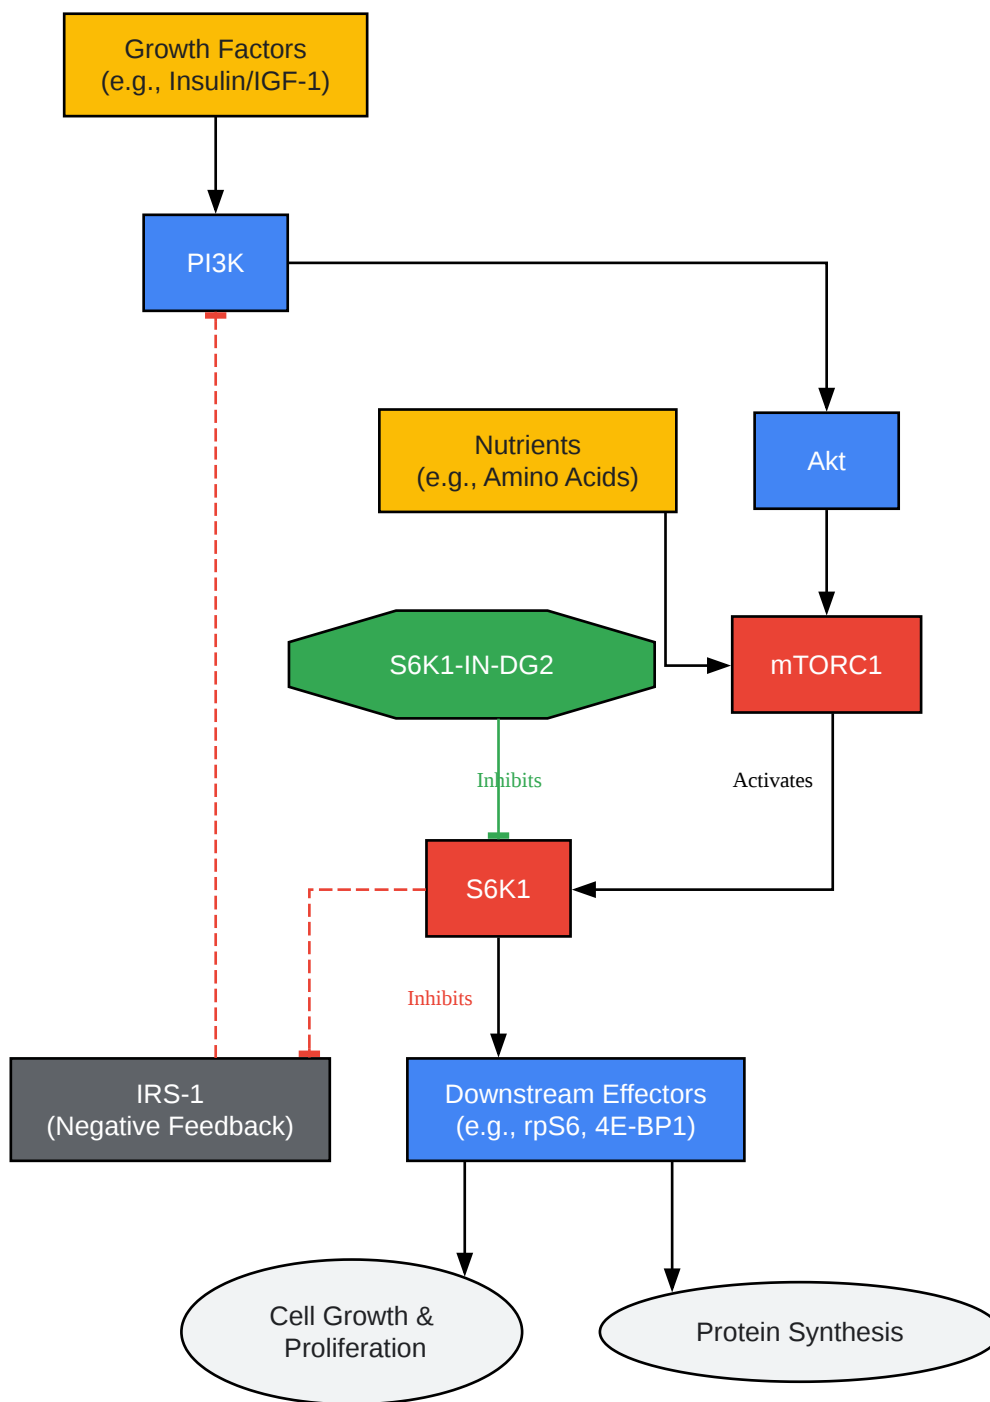 Growth Factors
(e.g., Insulin/IGF-1)
PI3K
Nutrients
(e.g., Amino Acids)
Akt
S6K1-IN-DG2
mTORC1
Inhibits
Activates
S6K1
Inhibits
IRS-1
(Negative Feedback)
Downstream Effectors
(e.g., rpS6, 4E-BP1)
Cell Growth &
Proliferation
Protein Synthesis